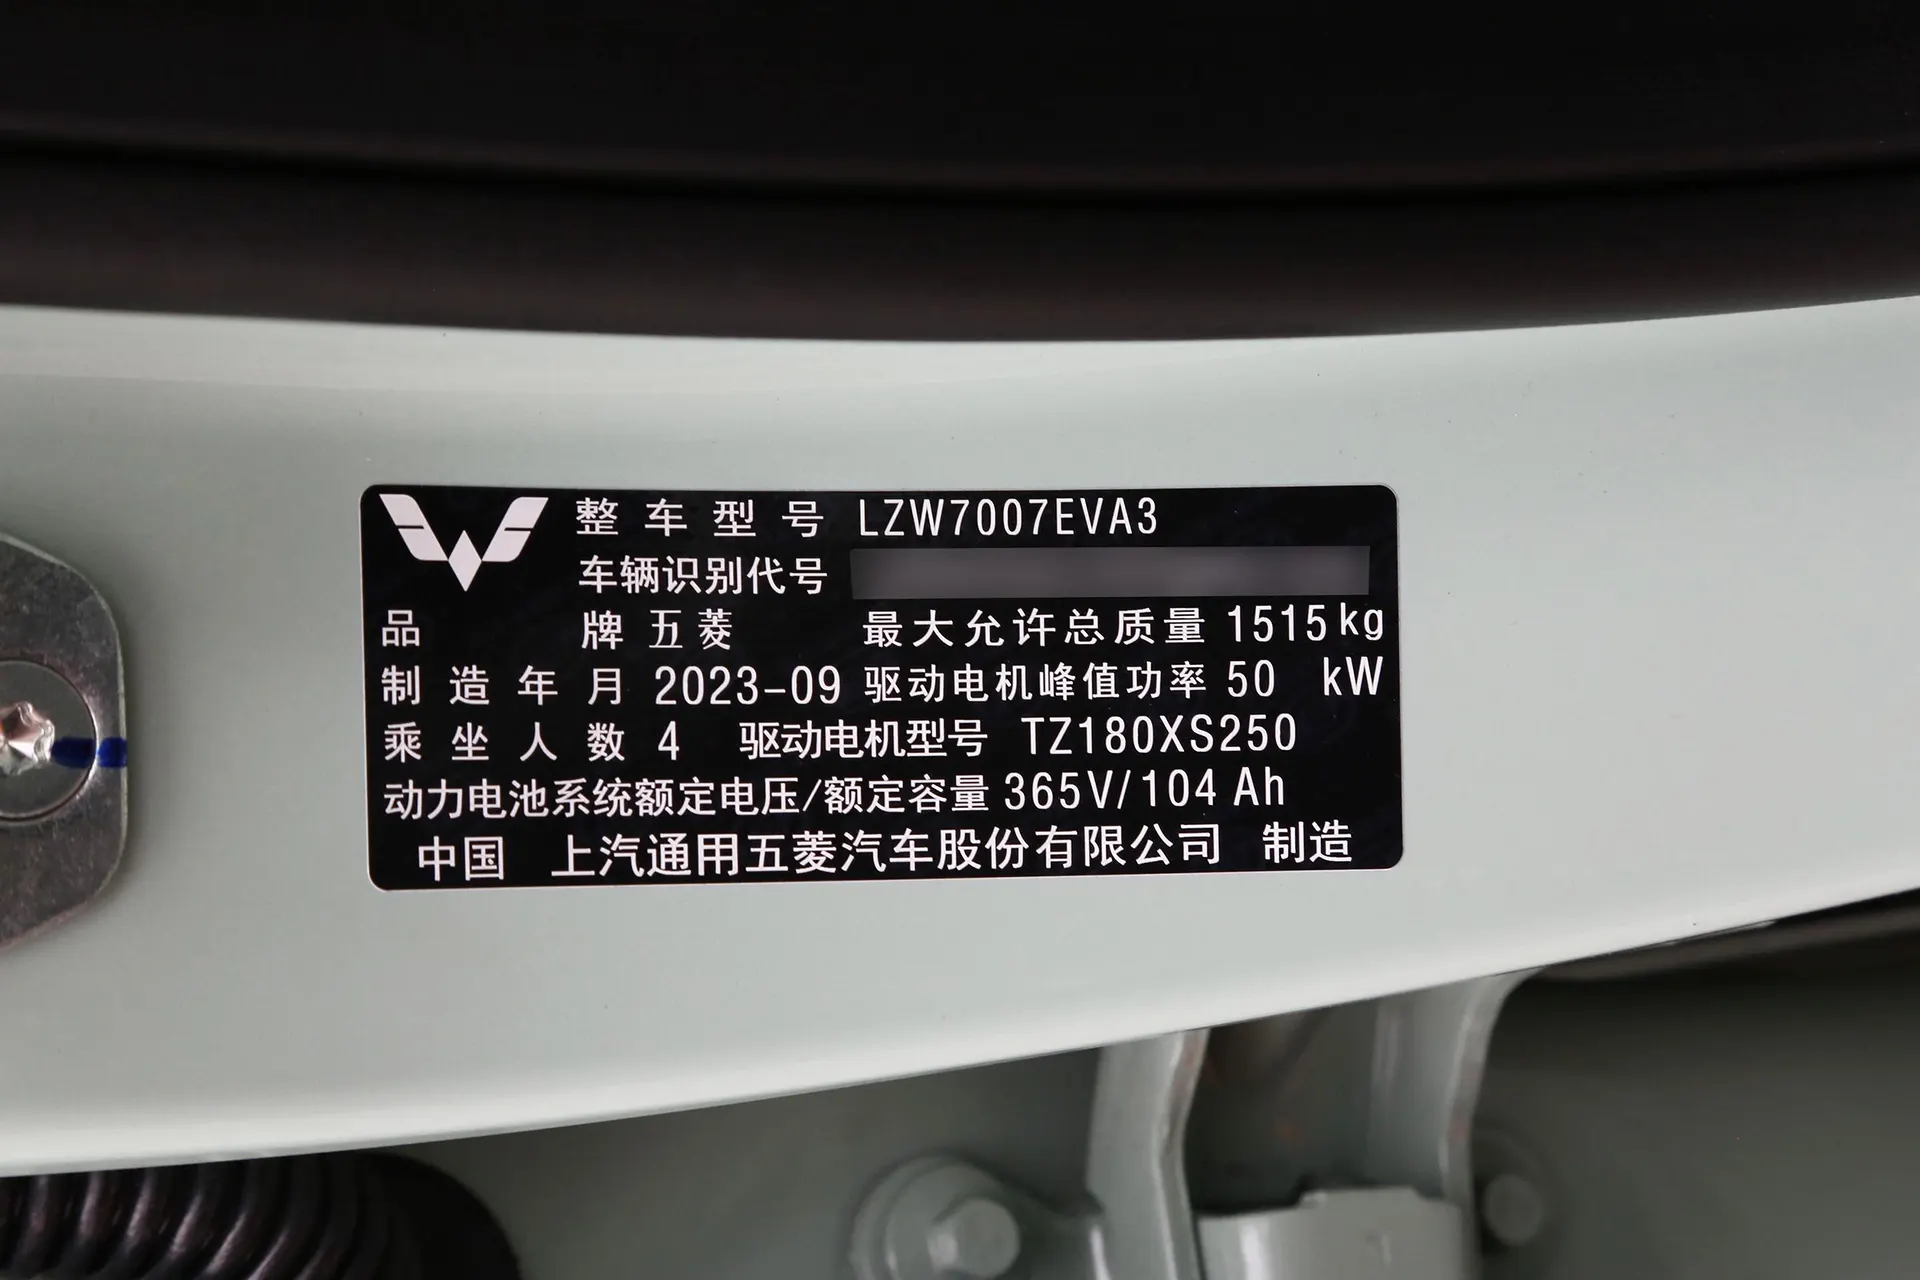 整车型号 LZW7007EVA3
车辆识别代号
品牌 五菱 最大允许总质量 1515kg
制造年月 2023-09 驱动电机峰值功率 50 kW
乘坐人数 4 驱动电机型号 TZ180XS250
动力电池系统额定电压/额定容量 365V/104 Ah
中国 上汽通用五菱汽车股份有限公司 制造